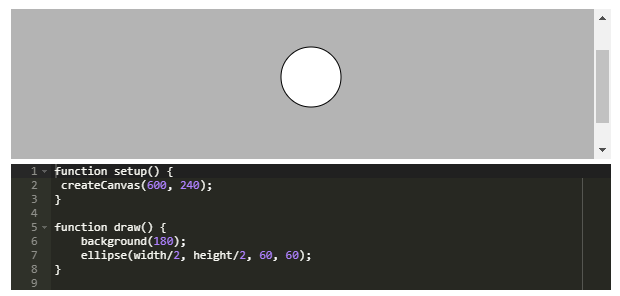 1 function setup() {
2 createCanvas(600, 240);
3 }
4
5 function draw() {
6 background(180);
7 ellipse(width/2, height/2, 60, 60);
8 }
9